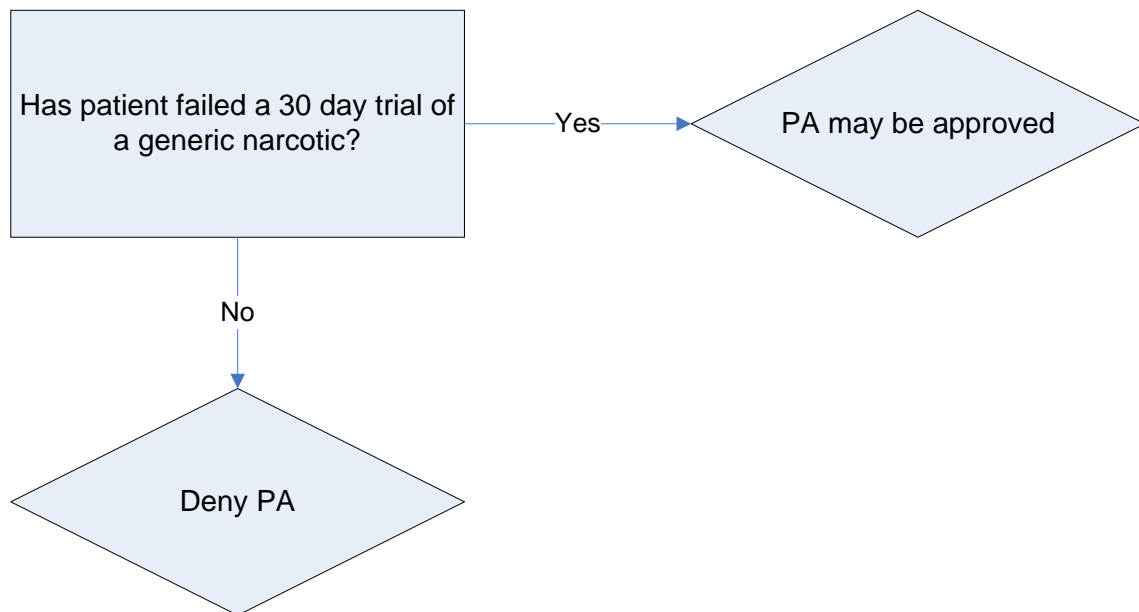 Has patient failed a 30 day trial of
a generic narcotic?
Yes
PA may be approved
No
Deny PA